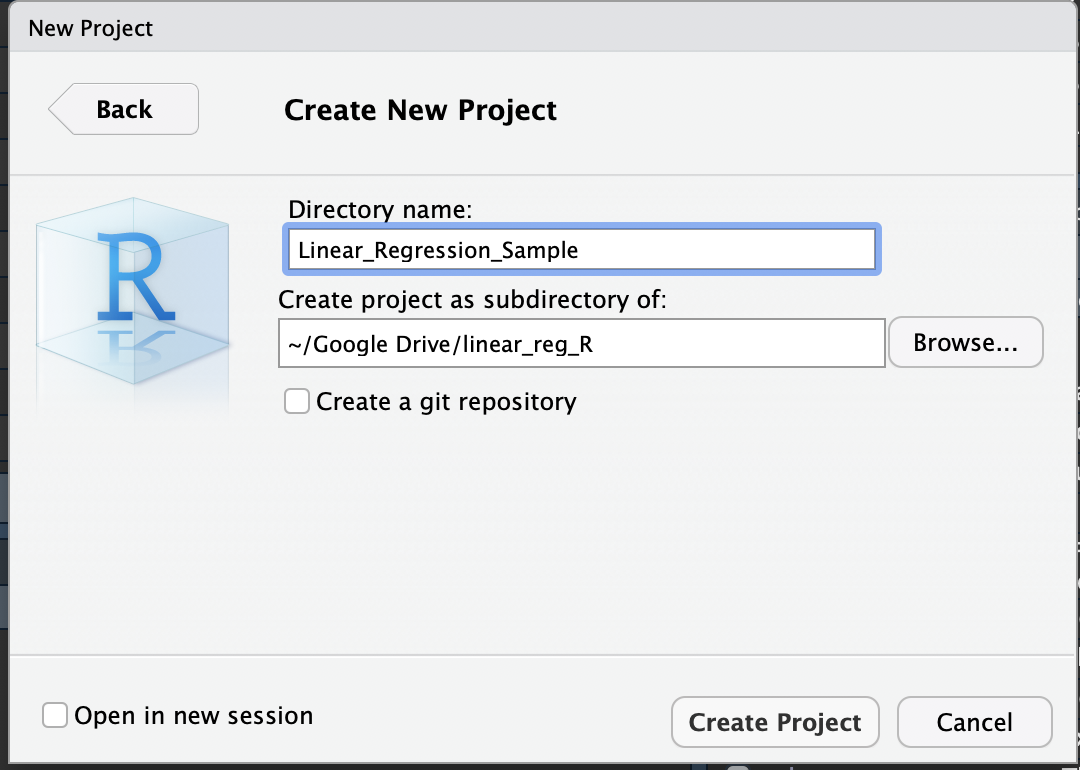 New Project
Back
Create New Project
R
Directory name:
Linear_Regression_Sample
Create project as subdirectory of:
~/Google Drive/linear_reg_R
Browse...
Create a git repository
Open in new session
Create Project
Cancel